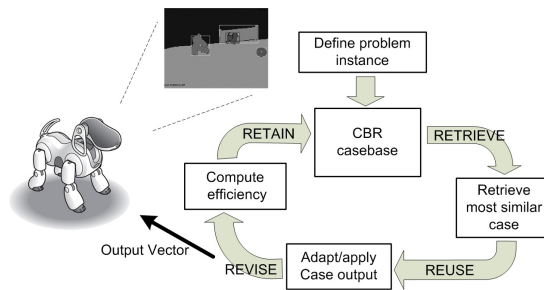 Define problem
instance
RETAIN
CBR
casebase
RETRIEVE
Compute
efficiency
Retrieve
most similar
case
Output Vector
REVISE
Adapt/apply
Case output
REUSE